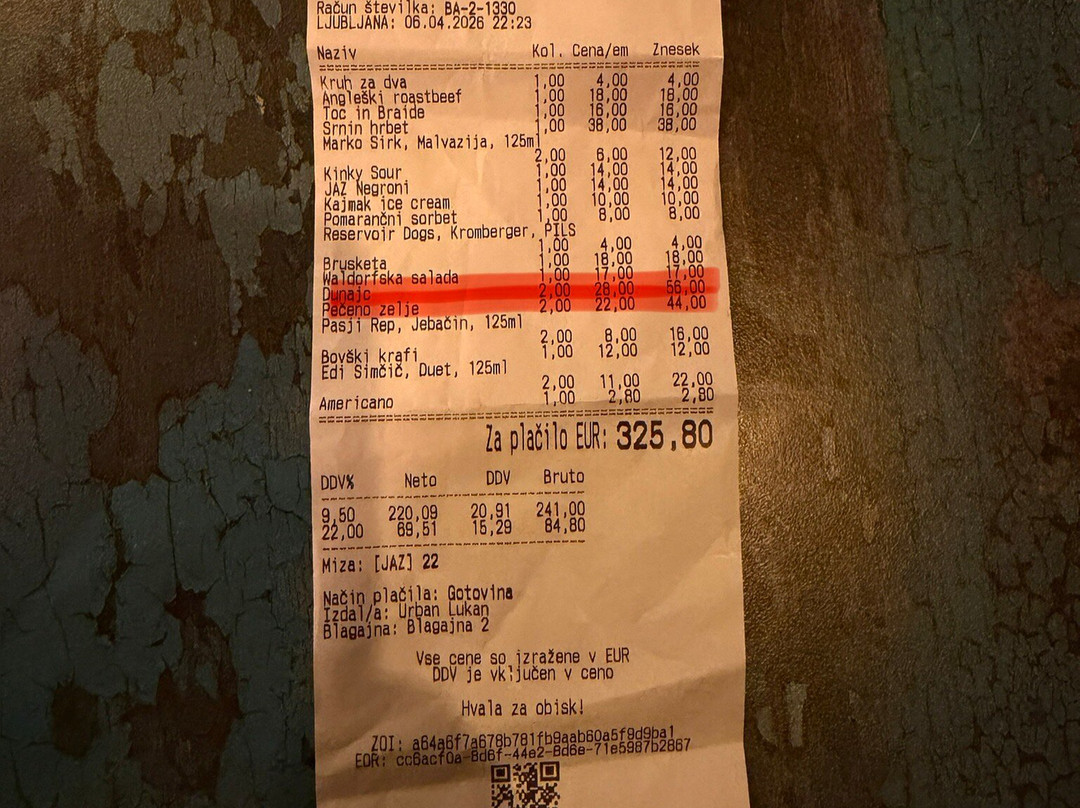 Račun številka: BA-2-1330
LJUBLJANA: 06.04.2026 22:23
Naziv Kol. Cena/em Znesek
Kruh za dva 1,00 4,00 4,00
Angleški roastbeef 1,00 18,00 18,00
Toc in Braide 1,00 16,00 16,00
Srnin hrbet 1,00 38,00 38,00
Marko Sirk, Malvazija, 125ml
2,00 6,00 12,00
Kinky Sour 1,00 14,00 14,00
JAZ Negroni 1,00 14,00 14,00
Kajmak ice cream 1,00 10,00 10,00
Pomarančni sorbet 1,00 8,00 8,00
Reservoir Dogs, Kromberger, PILS
1,00 4,00 4,00
Brusketa 1,00 18,00 18,00
Waldorfska salada 1,00 17,00 17,00
Dunajc 2,00 28,00 56,00
Pečeno zelje 2,00 22,00 44,00
Pasji Rep, Jebačin, 125ml
2,00 8,00 16,00
Bovški krafi 1,00 12,00 12,00
Edi Simčič, Duet, 125ml
2,00 11,00 22,00
Americano 1,00 2,80 2,80
Za plačilo EUR: 325,80
DDV% Neto DDV Bruto
9,50 220,09 20,91 241,00
22,00 69,51 15,29 84,80
Miza: [JAZ] 22
Način plačila: Gotovina
Izdal/a: Urban Lukan
Blagajna: Blagajna 2
Vse cene so izražene v EUR
DDV je vključen v ceno
Hvala za obisk!
ZOI: a64a6f7a678b781fb9aab60a5f9d9ba1
EOR: cc6acf0a-8d6f-44e2-8d6e-71e5987b2867